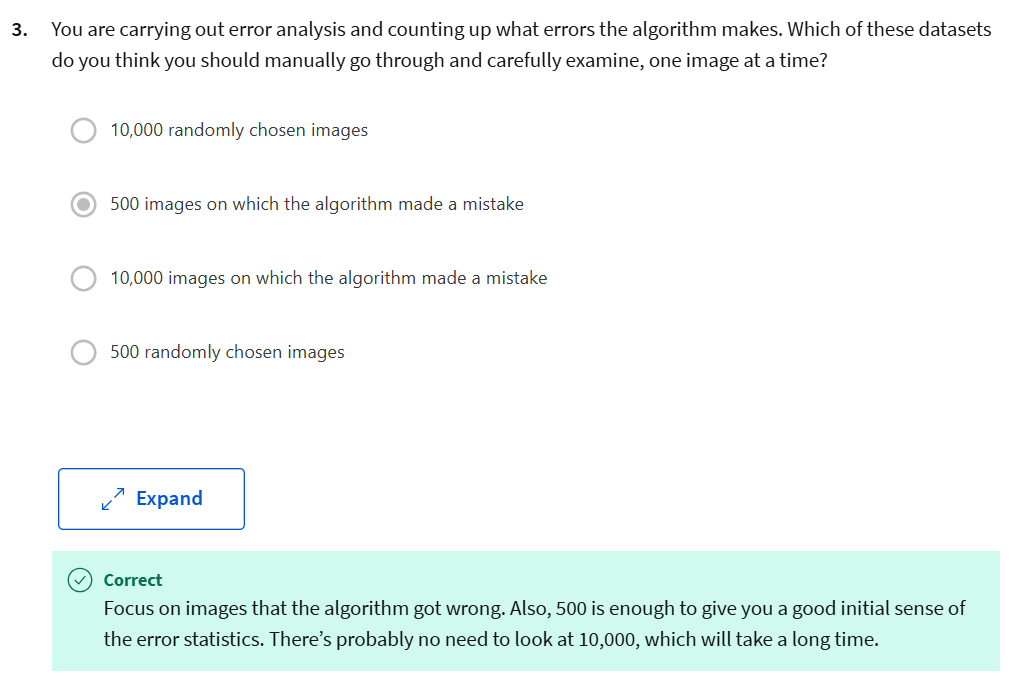 3. You are carrying out error analysis and counting up what errors the algorithm makes. Which of these datasets
do you think you should manually go through and carefully examine, one image at a time?
10,000 randomly chosen images
500 images on which the algorithm made a mistake
10,000 images on which the algorithm made a mistake
500 randomly chosen images
Expand
Correct
Focus on images that the algorithm got wrong. Also, 500 is enough to give you a good initial sense of
the error statistics. There’s probably no need to look at 10,000, which will take a long time.